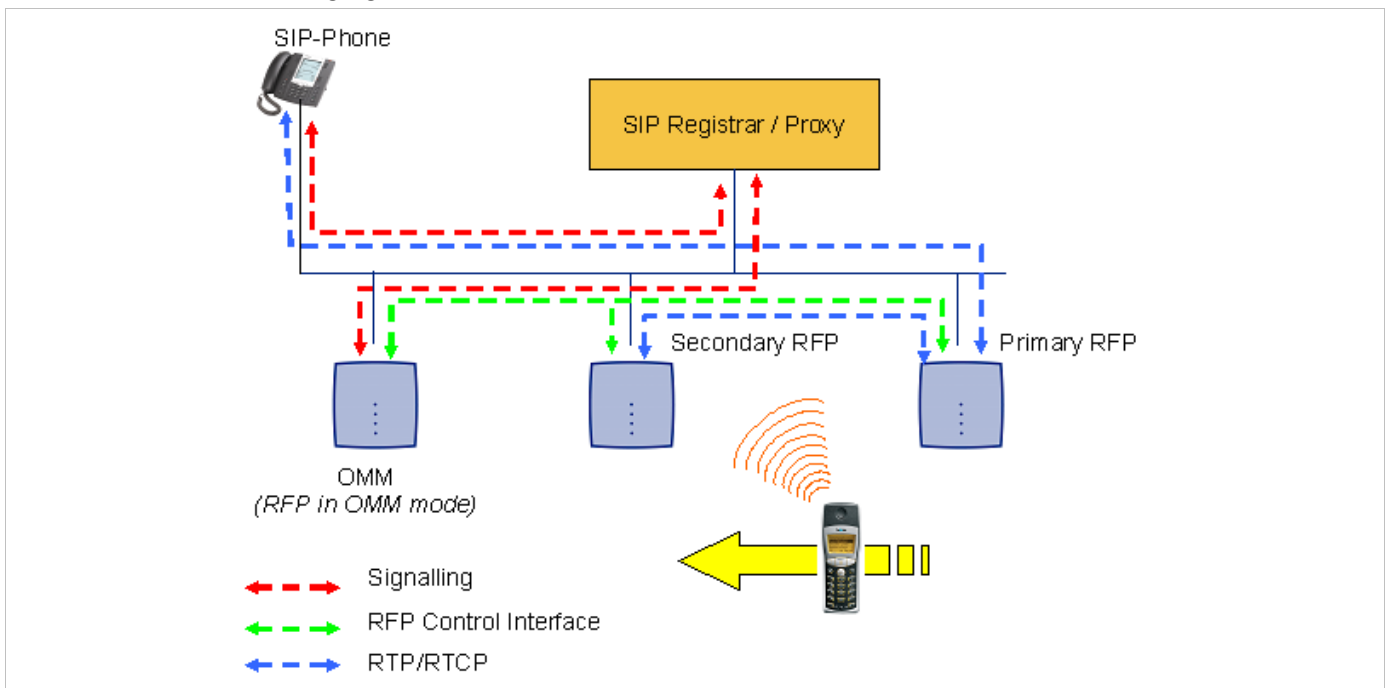 SIP-Phone
SIP Registrar / Proxy
Secondary RFP
Primary RFP
OMM
(RFP in OMM mode)
Signalling
RFP Control Interface
RTP/RTCP